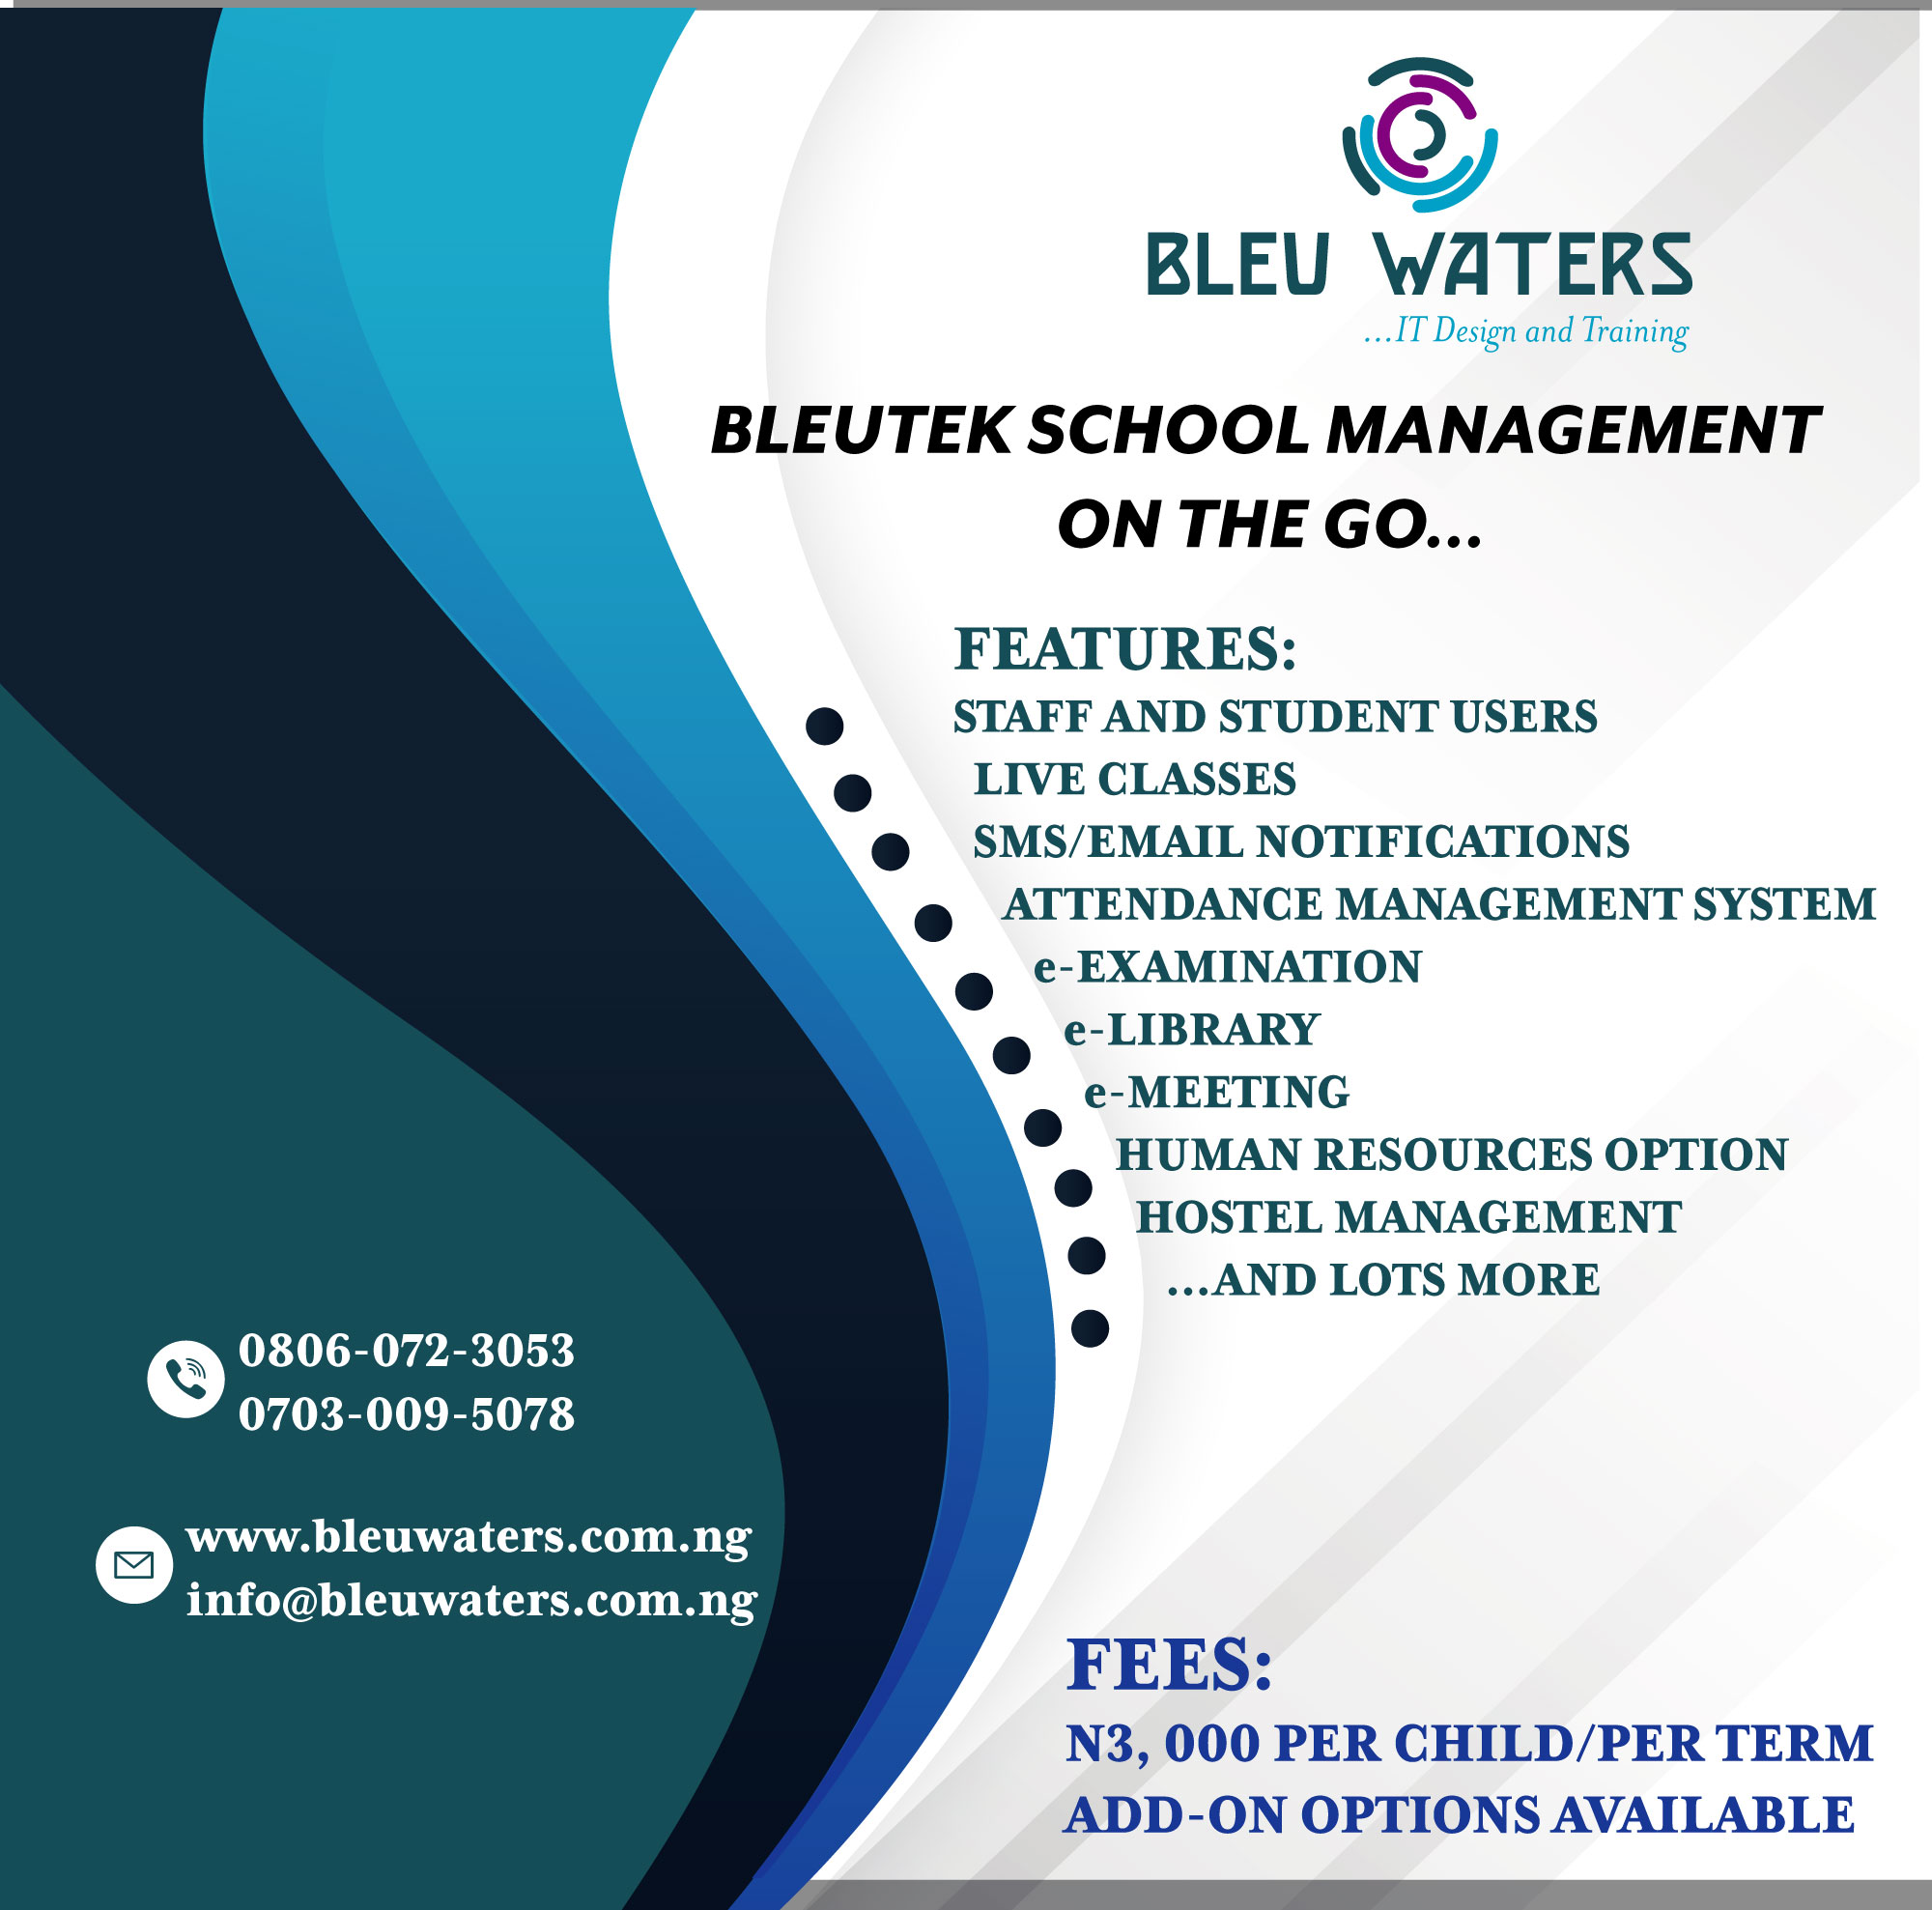 BLEU WATERS
...IT Design and Training
BLEUTEK SCHOOL MANAGEMENT
ON THE GO...
FEATURES:
STAFF AND STUDENT USERS
LIVE CLASSES
SMS/EMAIL NOTIFICATIONS
ATTENDANCE MANAGEMENT SYSTEM
e-EXAMINATION
e-LIBRARY
e-MEETING
HUMAN RESOURCES OPTION
HOSTEL MANAGEMENT
...AND LOTS MORE
0806-072-3053
0703-009-5078
www.bleuwaters.com.ng
info@bleuwaters.com.ng
FEES:
N3, 000 PER CHILD/PER TERM
ADD-ON OPTIONS AVAILABLE